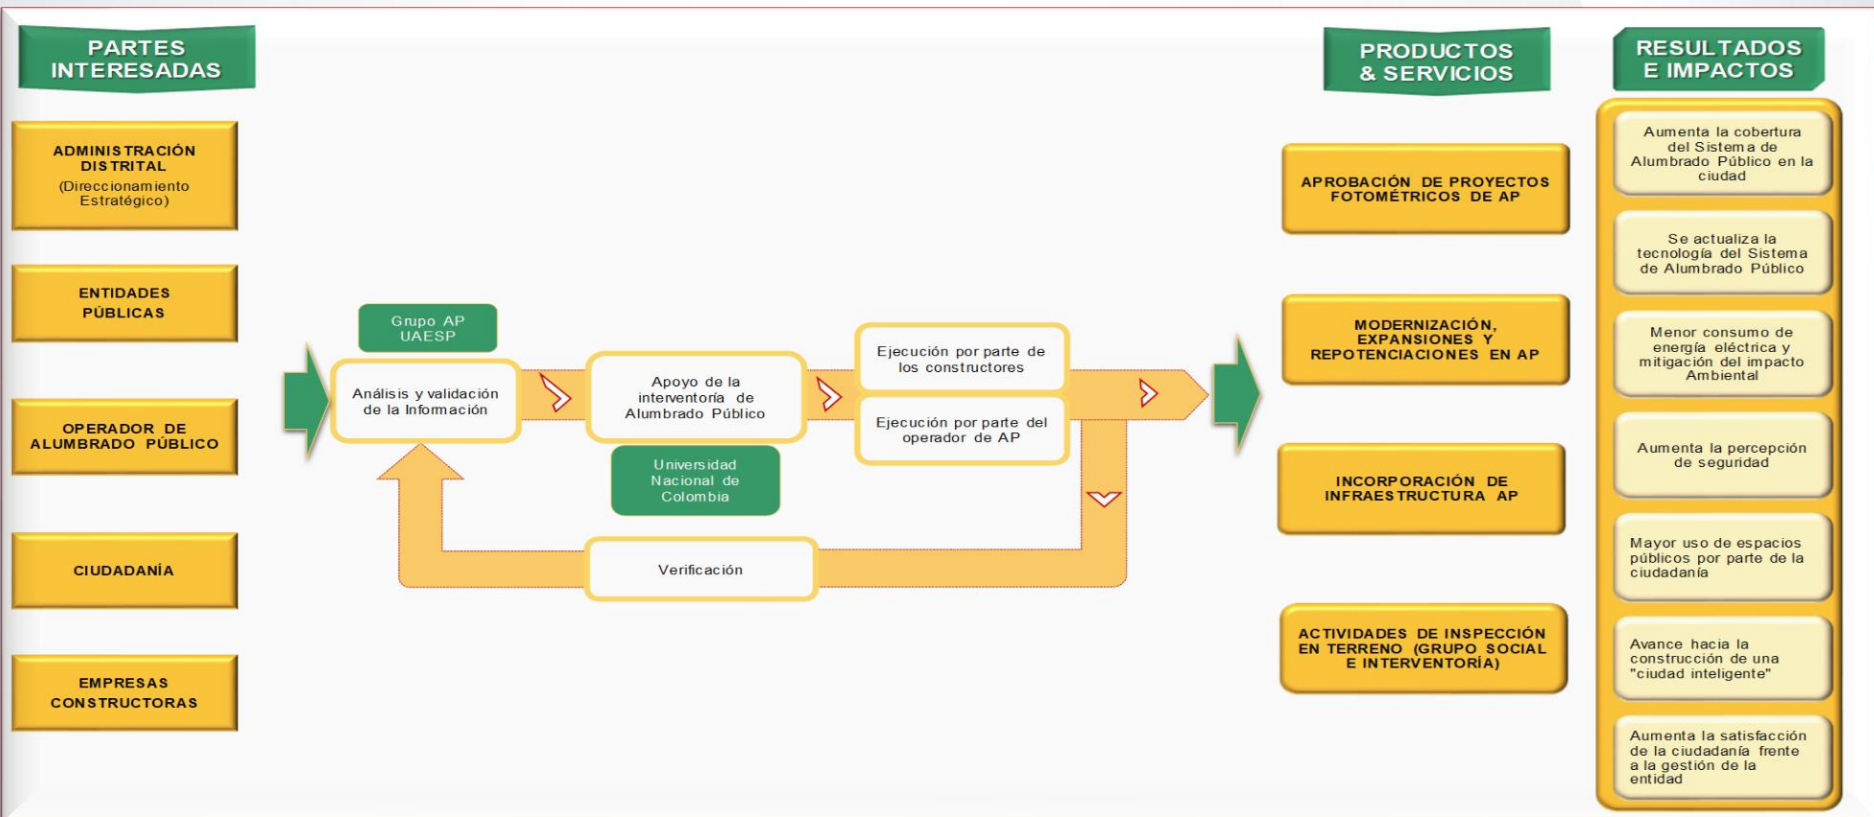 PARTES
INTERESADAS
ADMINISTRACIÓN
DISTRITAL
(Direccionamiento
Estratégico)
ENTIDADES
PÚBLICAS
OPERADOR DE
ALUMBRADO PÚBLICO
CIUDADANÍA
EMPRESAS
CONSTRUCTORAS
Grupo AP
UAESP
Análisis y validación
de la Información
Apoyo de la
interventoría de
Alumbrado Público
Universidad
Nacional de
Colombia
Ejecución por parte de
los constructores
Ejecución por parte del
operador de AP
Verificación
PRODUCTOS
& SERVICIOS
APROBACIÓN DE PROYECTOS
FOTOMÉTRICOS DE AP
MODERNIZACIÓN,
EXPANSIONES Y
REPOTENCIACIONES EN AP
INCORPORACIÓN DE
INFRAESTRUCTURA AP
ACTIVIDADES DE INSPECCIÓN
EN TERRENO (GRUPO SOCIAL
E INTERVENTORÍA)
RESULTADOS
E IMPACTOS
Aumenta la cobertura
del Sistema de
Alumbrado Público en la
ciudad
Se actualiza la
tecnología del Sistema
de Alumbrado Público
Menor consumo de
energía eléctrica y
mitigación del impacto
Ambiental
Aumenta la percepción
de seguridad
Mayor uso de espacios
públicos por parte de la
ciudadanía
Avance hacia la
construcción de una
"ciudad inteligente"
Aumenta la satisfacción
de la ciudadanía frente
a la gestión de la
entidad